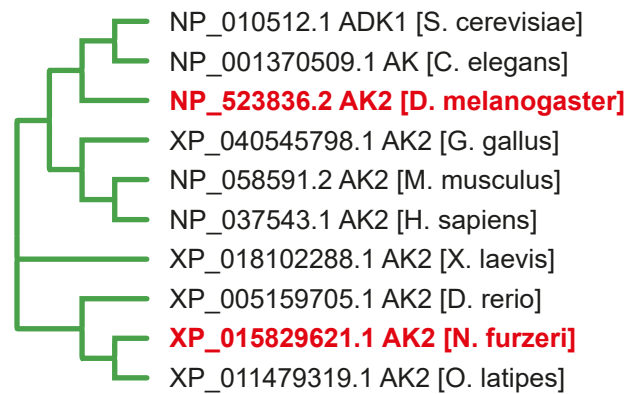 NP_010512.1 ADK1 [S. cerevisiae]
NP_001370509.1 AK [C. elegans]
NP_523836.2 AK2 [D. melanogaster]
XP_040545798.1 AK2 [G. gallus]
NP_058591.2 AK2 [M. musculus]
NP_037543.1 AK2 [H. sapiens]
XP_018102288.1 AK2 [X. laevis]
XP_005159705.1 AK2 [D. rerio]
XP_015829621.1 AK2 [N. furzeri]
XP_011479319.1 AK2 [O. latipes]